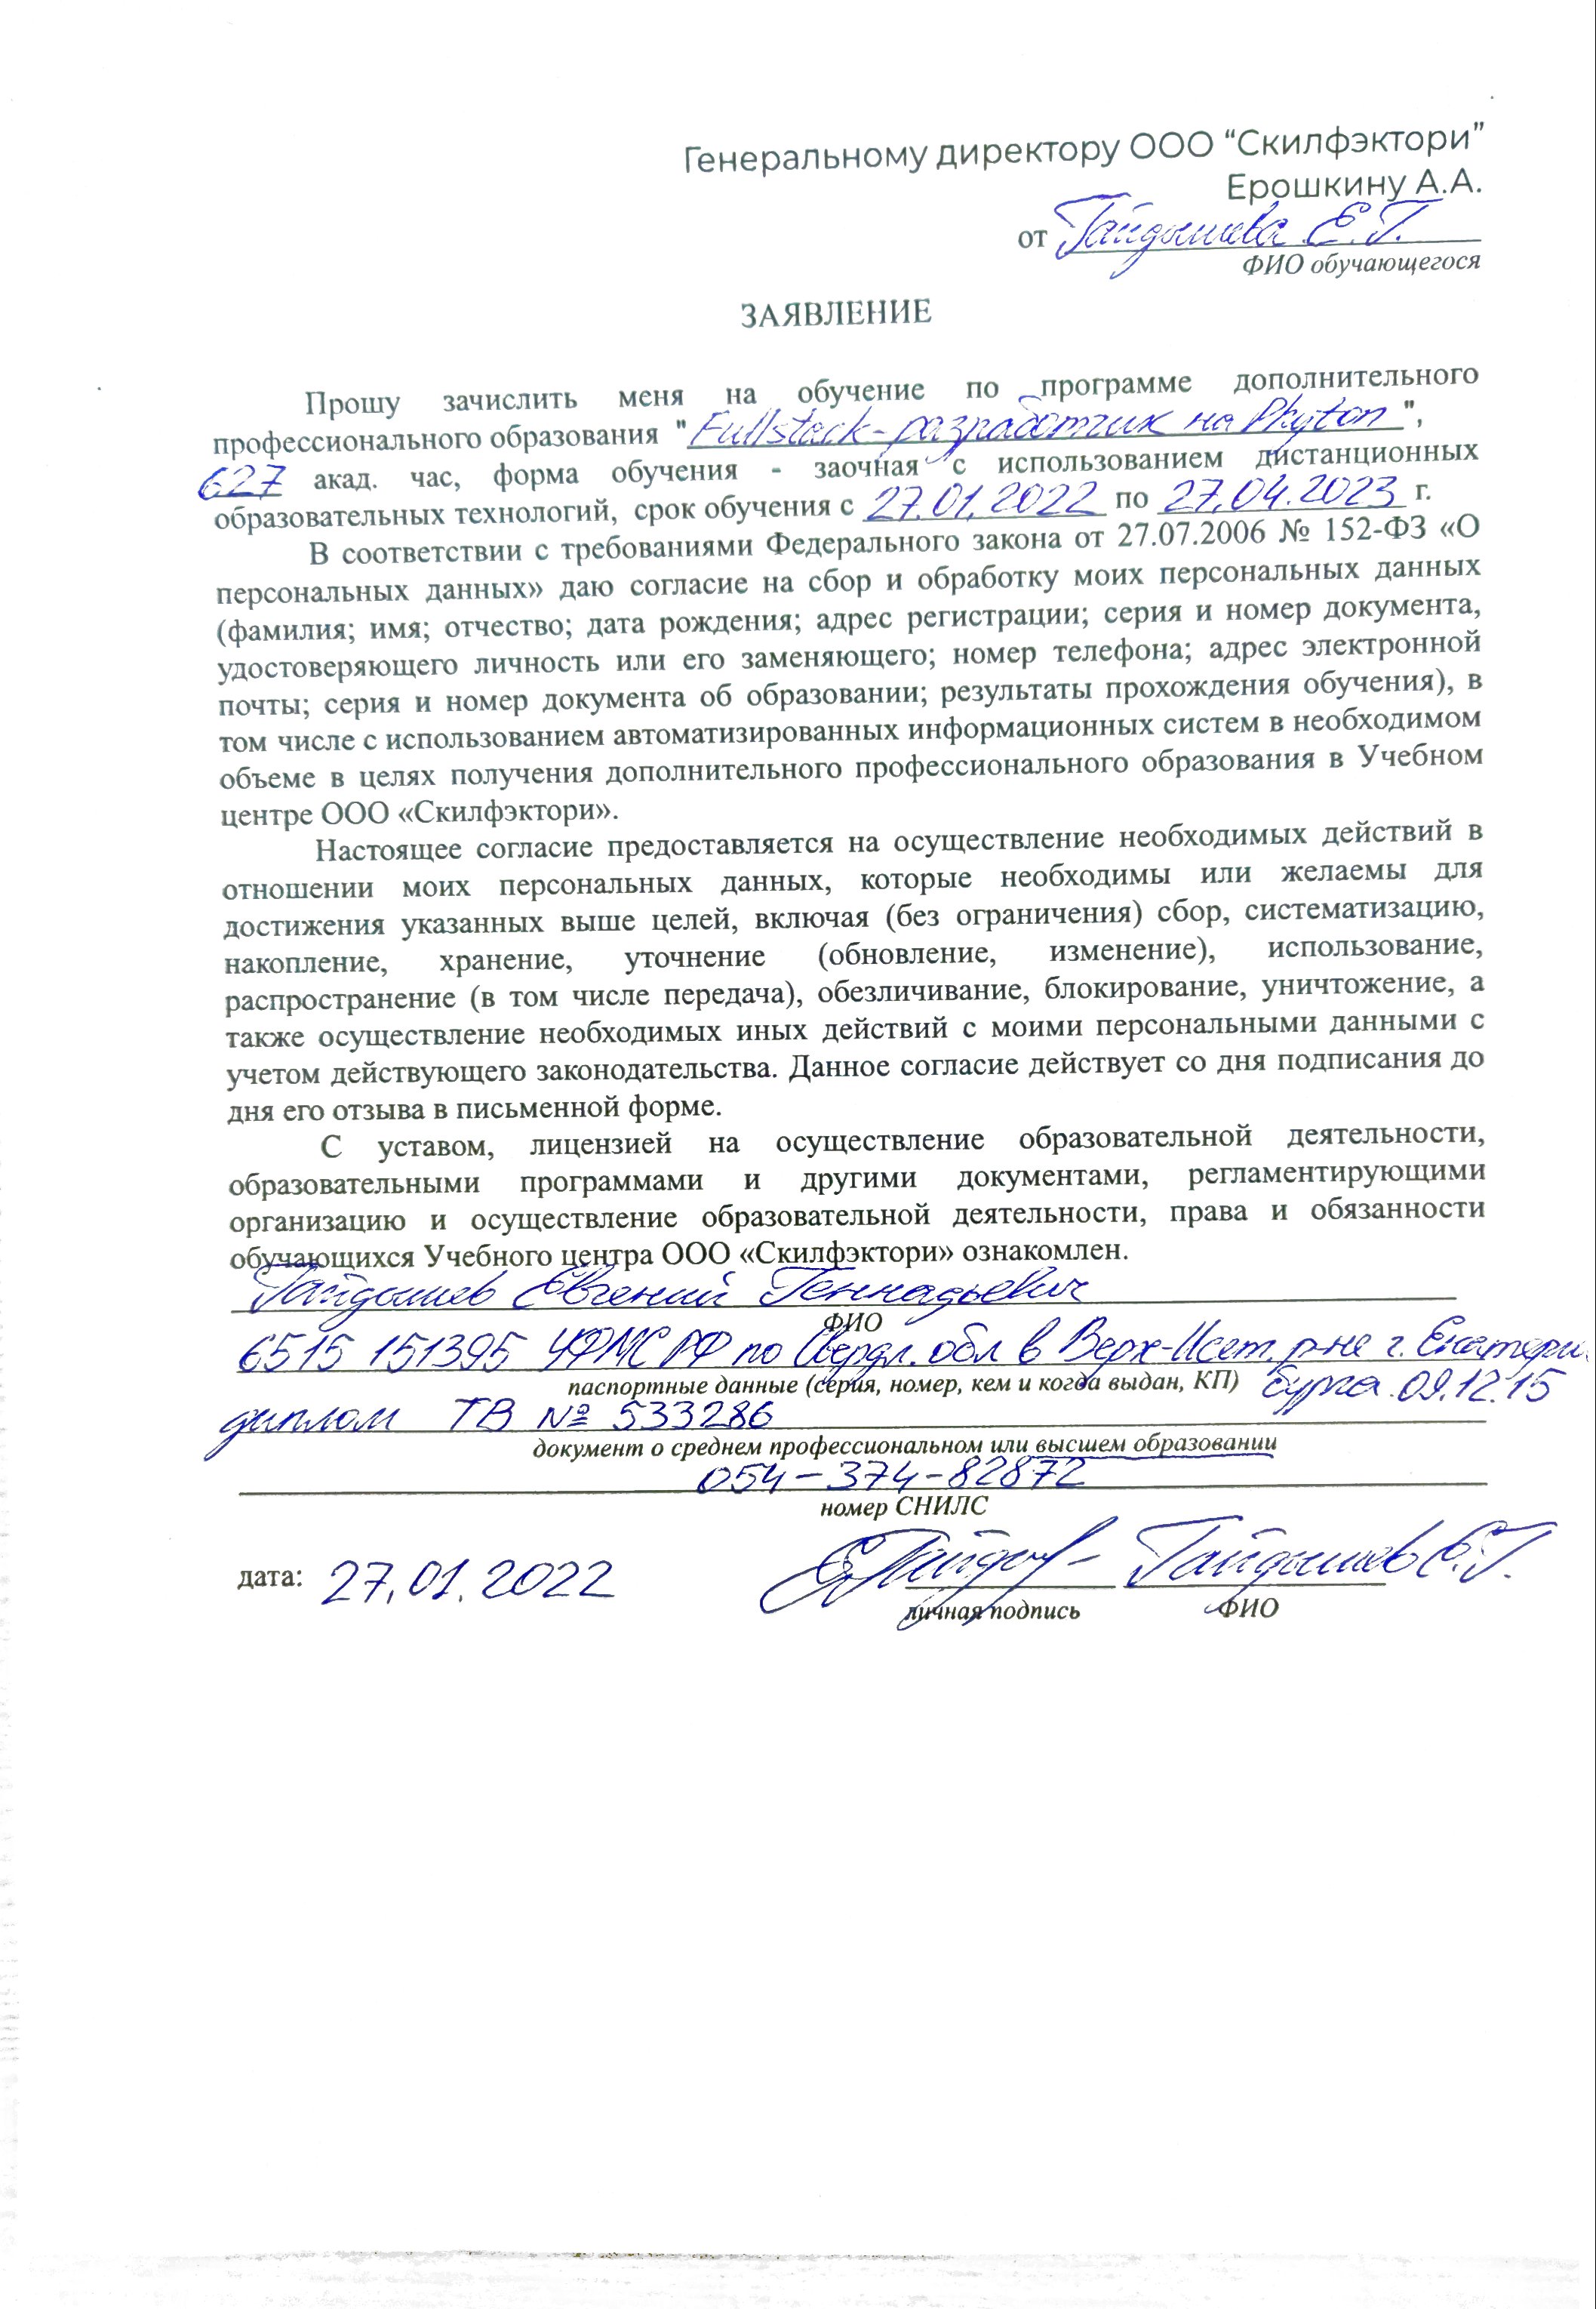 Генеральному директору ООО “Скилфэктори”
Ерошкину А.А.
от Гайдышева Е.Г.
ФИО обучающегося
ЗАЯВЛЕНИЕ
Прошу зачислить меня на обучение по программе дополнительного
профессионального образования "Fullstack-разработчик на Phyton",
627 акад. час, форма обучения - заочная с использованием дистанционных
образовательных технологий, срок обучения с 27.01.2022 по 27.04.2023 г.
В соответствии с требованиями Федерального закона от 27.07.2006 № 152-ФЗ «О
персональных данных» даю согласие на сбор и обработку моих персональных данных
(фамилия; имя; отчество; дата рождения; адрес регистрации; серия и номер документа,
удостоверяющего личность или его заменяющего; номер телефона; адрес электронной
почты; серия и номер документа об образовании; результаты прохождения обучения), в
том числе с использованием автоматизированных информационных систем в необходимом
объеме в целях получения дополнительного профессионального образования в Учебном
центре ООО «Скилфэктори».
Настоящее согласие предоставляется на осуществление необходимых действий в
отношении моих персональных данных, которые необходимы или желаемы для
достижения указанных выше целей, включая (без ограничения) сбор, систематизацию,
накопление, хранение, уточнение (обновление, изменение), использование,
распространение (в том числе передача), обезличивание, блокирование, уничтожение, а
также осуществление необходимых иных действий с моими персональными данными с
учетом действующего законодательства. Данное согласие действует со дня подписания до
дня его отзыва в письменной форме.
С уставом, лицензией на осуществление образовательной деятельности,
образовательными программами и другими документами, регламентирующими
организацию и осуществление образовательной деятельности, права и обязанности
обучающихся Учебного центра ООО «Скилфэктори» ознакомлен.
Гайдышев Евгений Геннадьевич
ФИО
6515 151395 УФМС РФ по Свердл. обл в Верх-Исет. р-не г. Екатерин
паспортные данные (серия, номер, кем и когда выдан, КП) бурга 09.12.15
диплом ТВ № 533286
документ о среднем профессиональном или высшем образовании
054-374-82872
номер СНИЛС
дата: 27.01.2022 Гайдышев Е.Г.
личная подпись ФИО